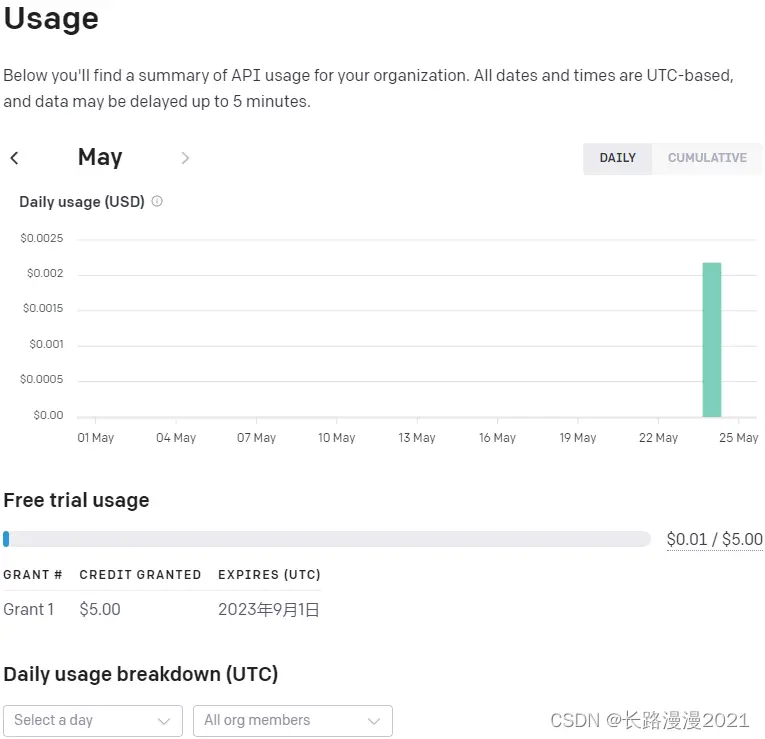 Usage
Below you'll find a summary of API usage for your organization. All dates and times are UTC-based,
and data may be delayed up to 5 minutes.
May
DAILY CUMULATIVE
Daily usage (USD)
$0.0025
$0.002
$0.0015
$0.001
$0.0005
$0.00
01 May 04 May 07 May 10 May 13 May 16 May 19 May 22 May 25 May
Free trial usage
$0.01 / $5.00
GRANT # CREDIT GRANTED EXPIRES (UTC)
Grant 1 $5.00 2023年9月1日
Daily usage breakdown (UTC)
Select a day All org members
CSDN @长路漫漫2021